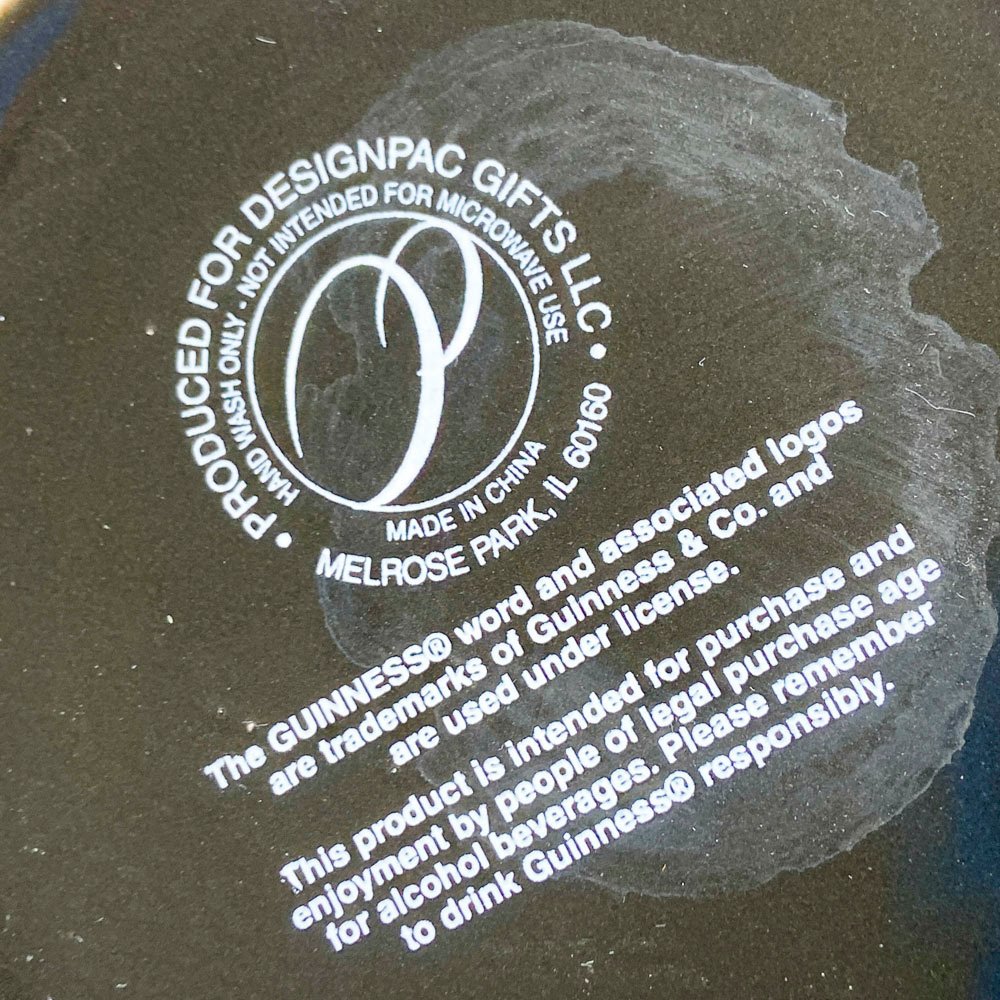 • PRODUCED FOR DESIGNPAC GIFTS LLC •
HAND WASH ONLY - NOT INTENDED FOR MICROWAVE USE
MADE IN CHINA
MELROSE PARK, IL 60160
The GUINNESS® word and associated logos
are trademarks of Guinness & Co. and
are used under license.
This product is intended for purchase and
enjoyment by people of legal purchase age
for alcohol beverages. Please remember
to drink Guinness® responsibly.